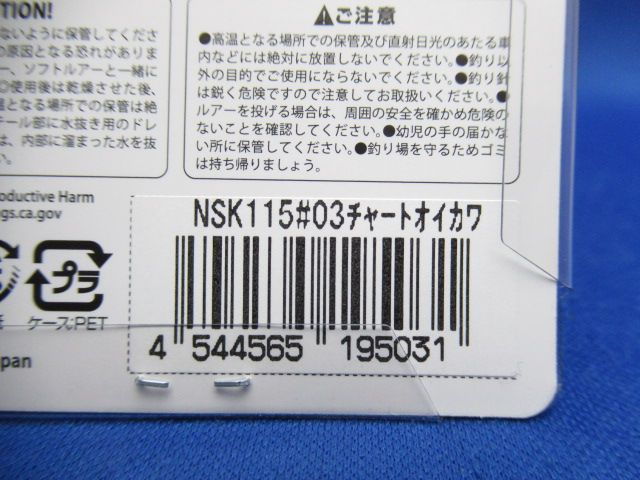 TION!
ないように保管してください
の原因となる恐れがありま
ー、ソフトルアーと一緒に
◎使用後は乾燥させた後、
温となる場所での保管は絶
テール部に水抜き用のドレ
は、内部に溜まった水を抜
い。
⚠ご注意
●高温となる場所での保管及び直射日光のあたる車
内などには絶対に放置しないでください。●釣り以
外の目的でご使用にならないでください。●釣り針
は鋭く危険ですので注意してお取扱いください。●
ルアーを投げる場合は、周囲の安全を確かめ危険の
ないことを確認してください。●幼児の手の届かな
い所に保管してください。●釣り場を守るためゴミ
は持ち帰りましょう。
oductive Harm
gs.ca.gov
プラ
紙
ケース:PET
apan
NSK115#03チャートオイカワ
4 544565 195031